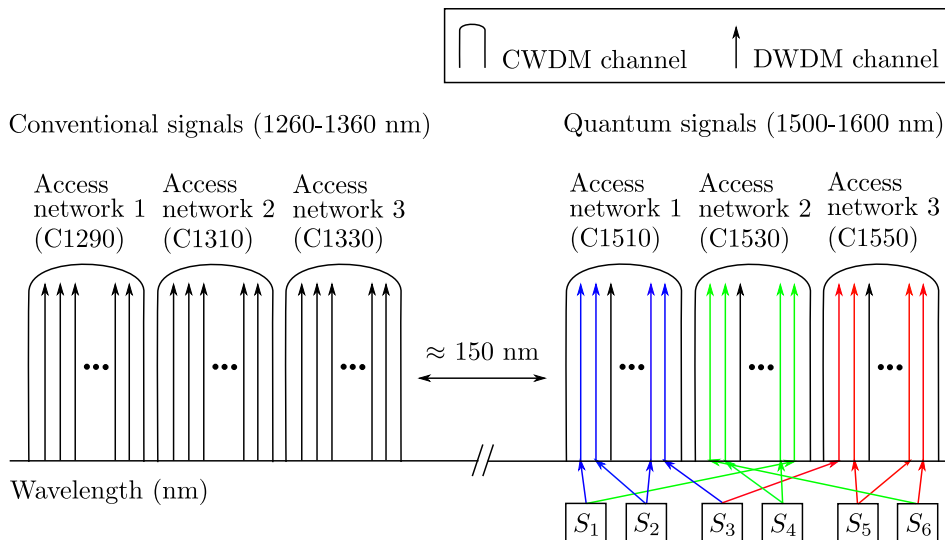 CWDM channel
DWDM channel
Conventional signals (1260-1360 nm)
Quantum signals (1500-1600 nm)
Access
network 1
(C1290)
Access
network 2
(C1310)
Access
network 3
(C1330)
Access
network 1
(C1510)
Access
network 2
(C1530)
Access
network 3
(C1550)
•••
•••
•••
≈ 150 nm
•••
•••
•••
Wavelength (nm)
S1
S2
S3
S4
S5
S6